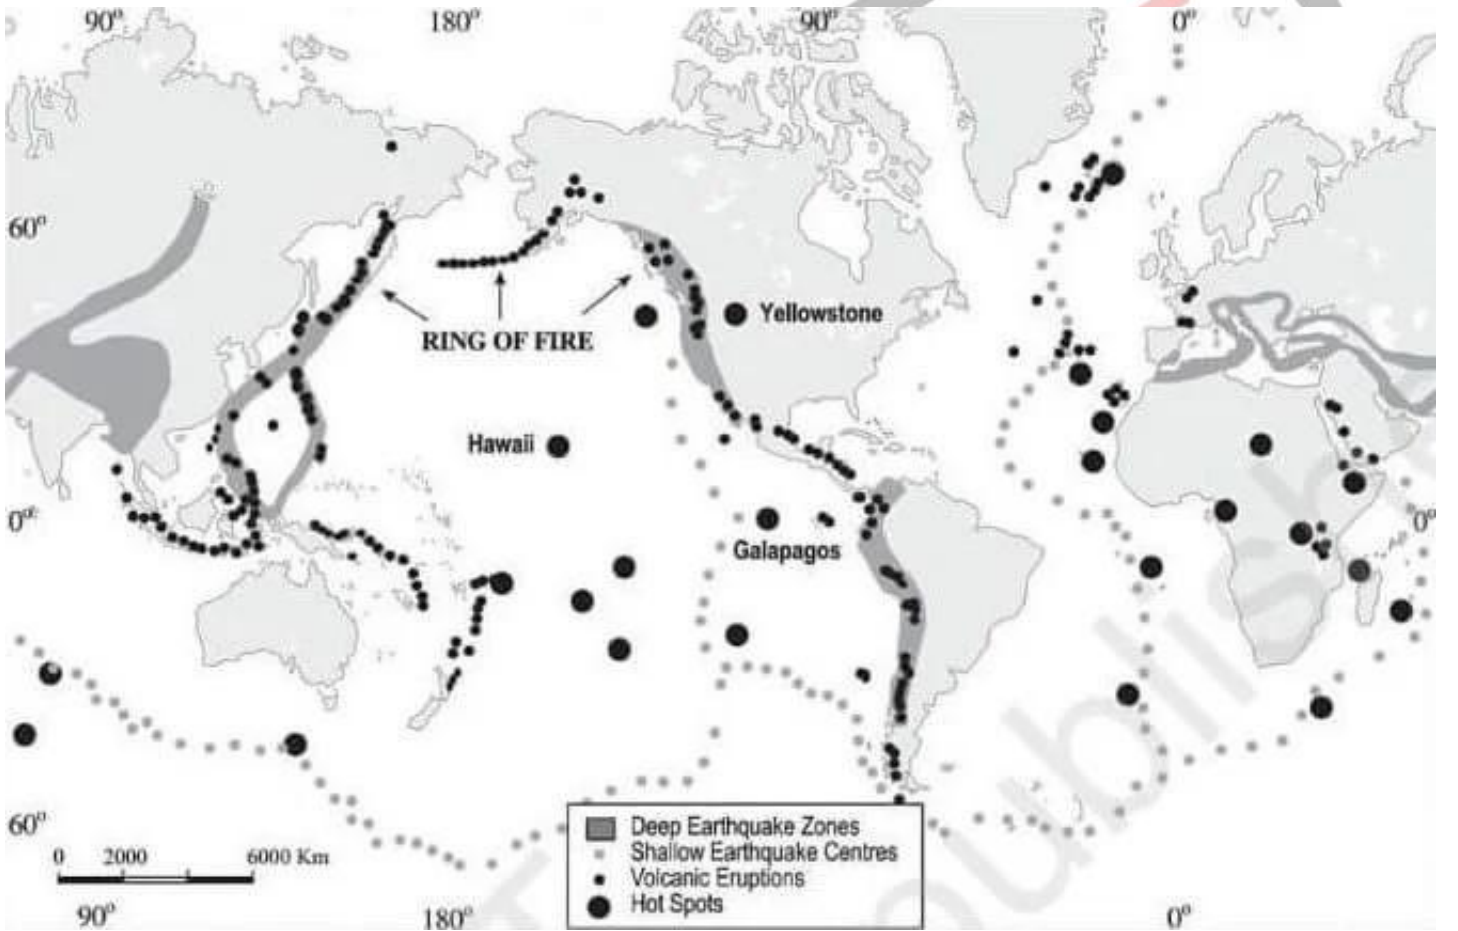 90°
180°
90°
0°
60°
Yellowstone
RING OF FIRE
Hawaii
0°
0°
Galapagos
60°
Deep Earthquake Zones
Shallow Earthquake Centres
Volcanic Eruptions
Hot Spots
0 2000 6000 Km
90°
180°
0°